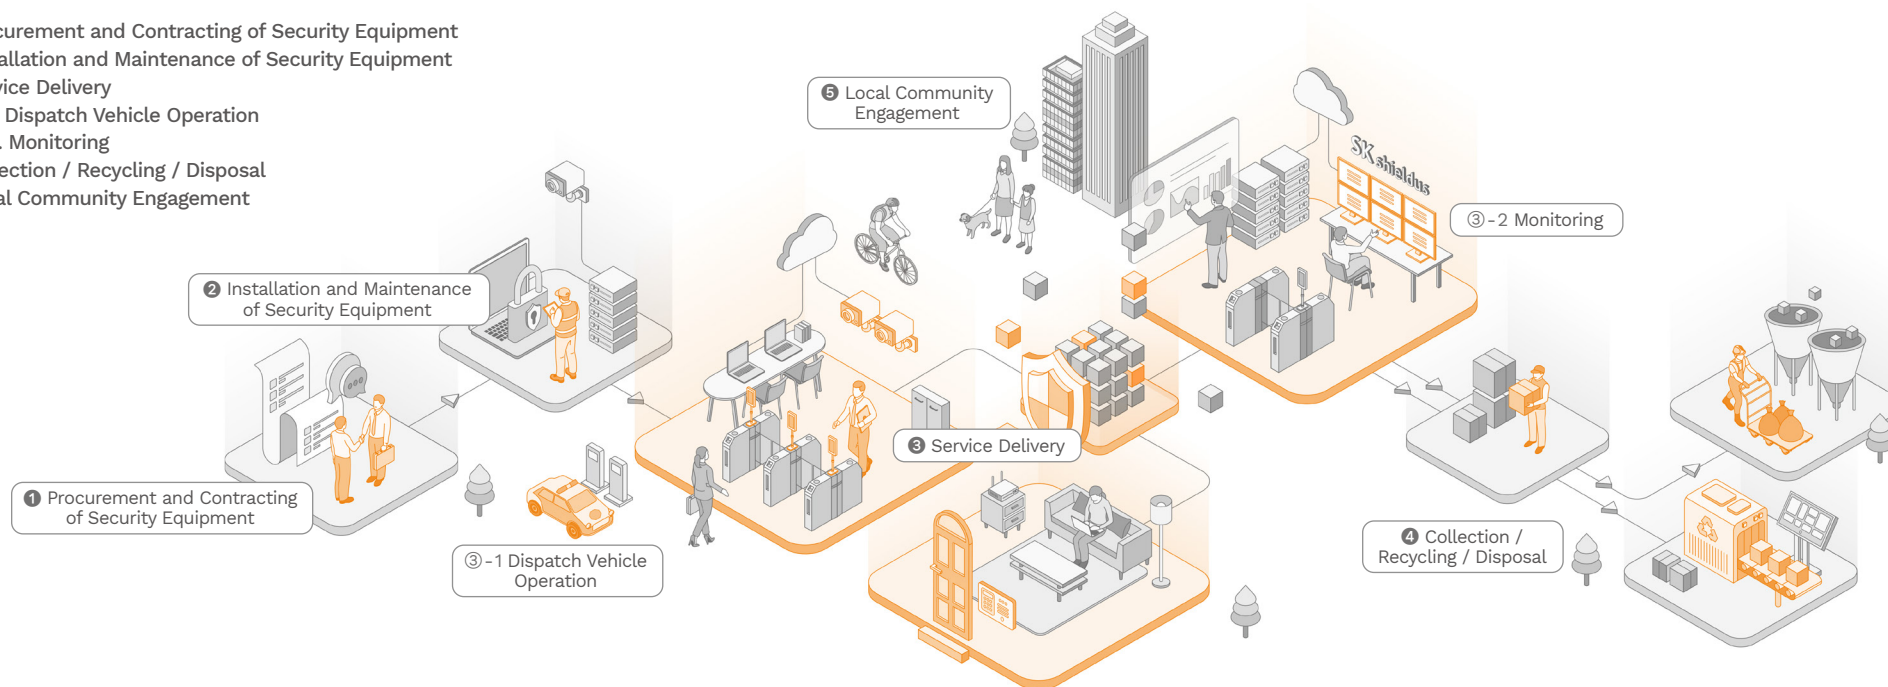 curement and Contracting of Security Equipment
allation and Maintenance of Security Equipment
vice Delivery
Dispatch Vehicle Operation
. Monitoring
ection / Recycling / Disposal
al Community Engagement
❺ Local Community
Engagement
SK shieldus
③-2 Monitoring
❷ Installation and Maintenance
of Security Equipment
❸ Service Delivery
❶ Procurement and Contracting
of Security Equipment
③-1 Dispatch Vehicle
Operation
❹ Collection /
Recycling / Disposal